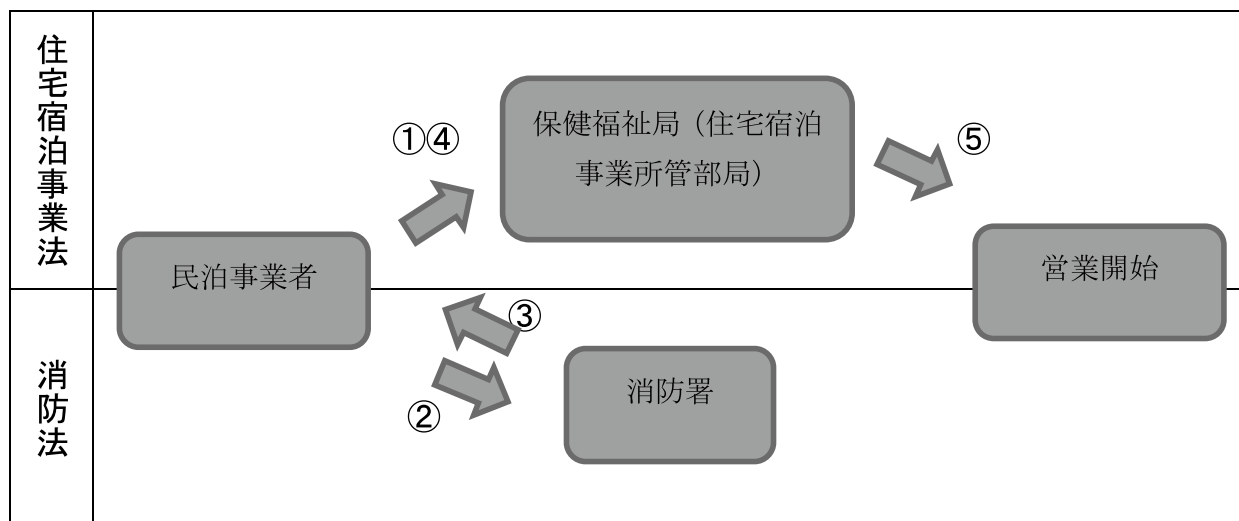 住宅宿泊事業法
①④
保健福祉局（住宅宿泊
事業所管部局）
⑤
民泊事業者
営業開始
消防法
③
②
消防署